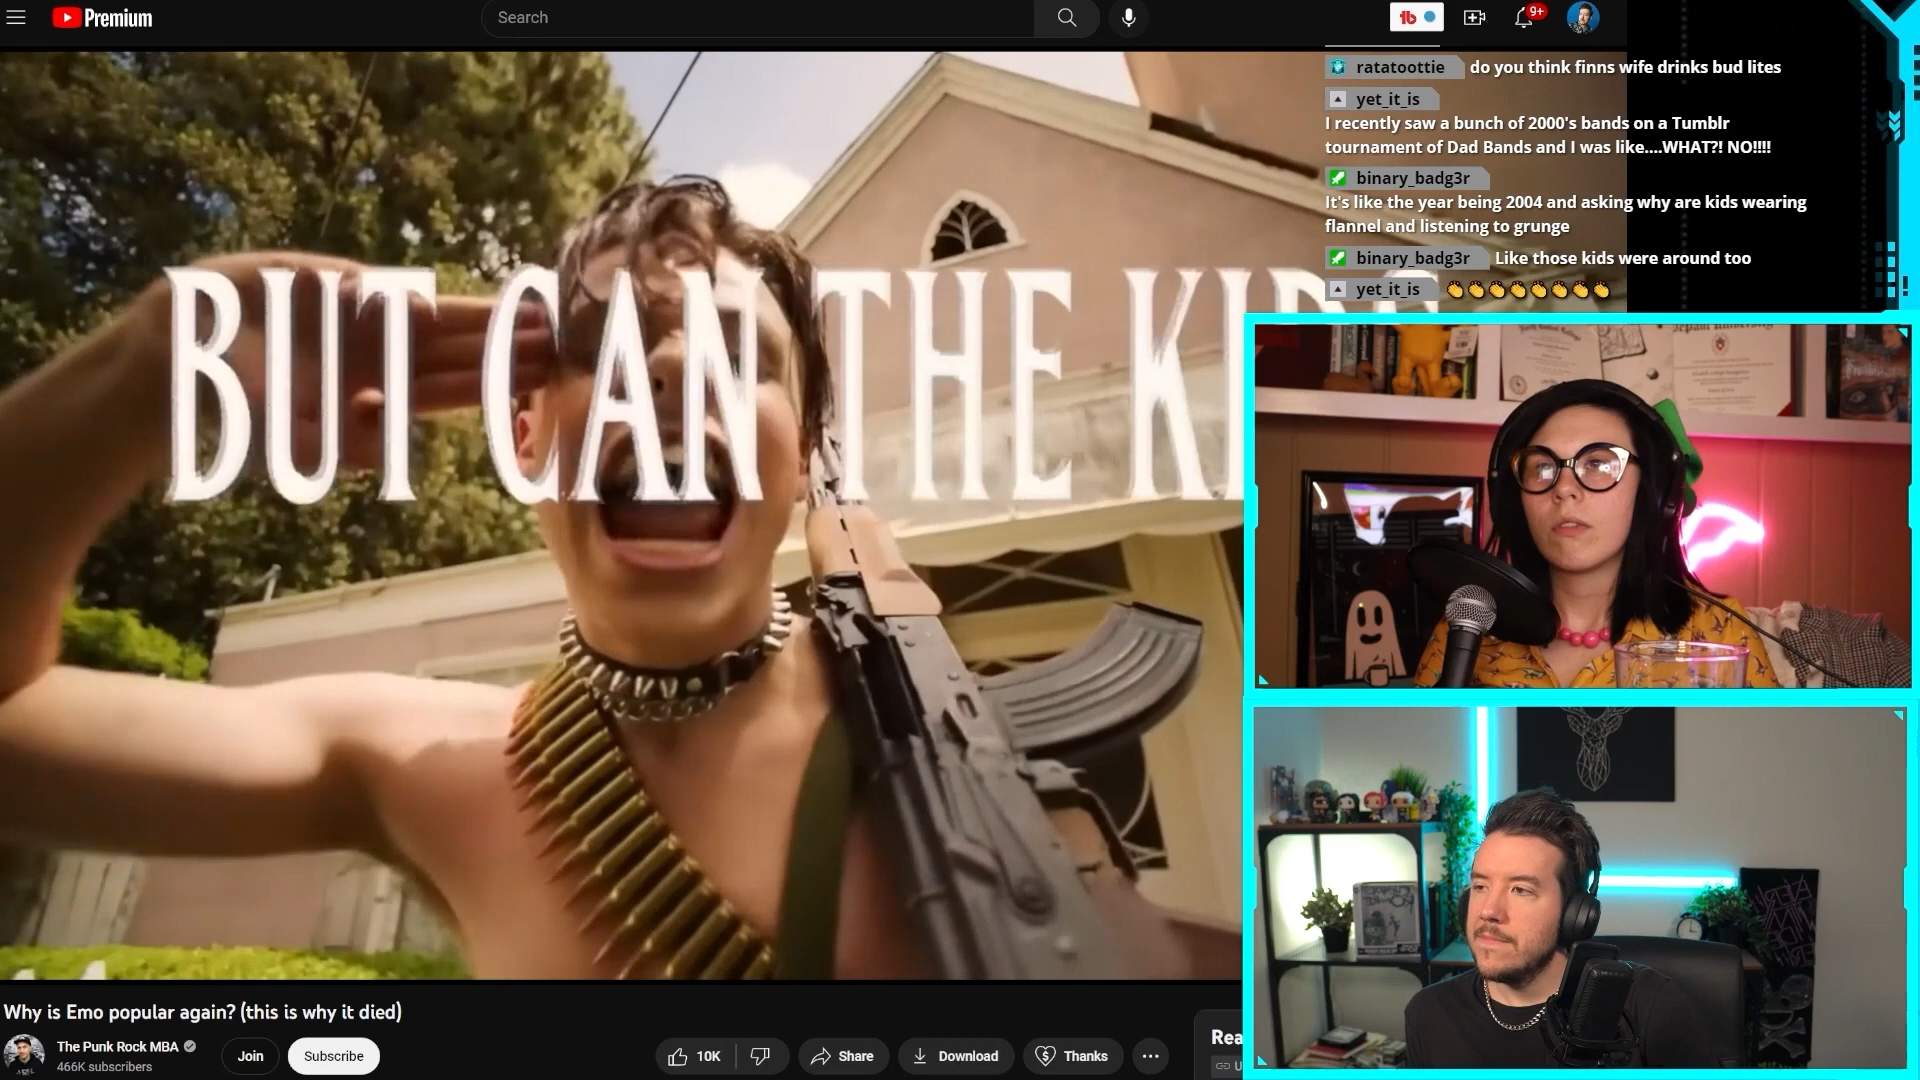 Premium
Search
9+
ratatoottie do you think finns wife drinks bud lites
yet_it_is
I recently saw a bunch of 2000's bands on a Tumblr
tournament of Dad Bands and I was like....WHAT?! NO!!!!
binary_badg3r
It's like the year being 2004 and asking why are kids wearing
flannel and listening to grunge
binary_badg3r Like those kids were around too
yet_it_is 👏👏👏👏👏👏👏👏
BUT CAN THE
Why is Emo popular again? (this is why it died)
The Punk Rock MBA
466K subscribers
Join
Subscribe
10K
Share
Download
Thanks